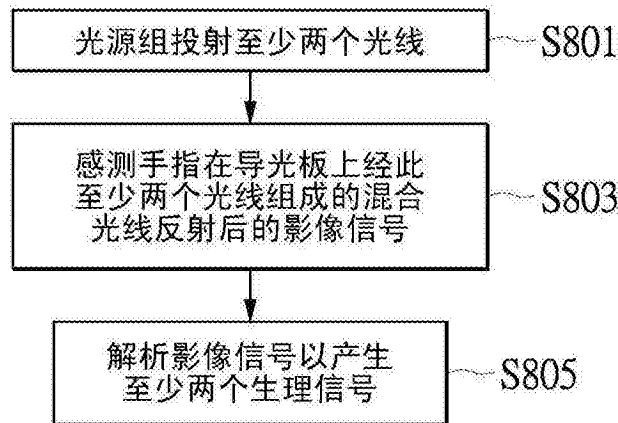 光源组投射至少两个光线
S801
感测手指在导光板上经此
至少两个光线组成的混合
光线反射后的影像信号
S803
解析影像信号以产生
至少两个生理信号
S805